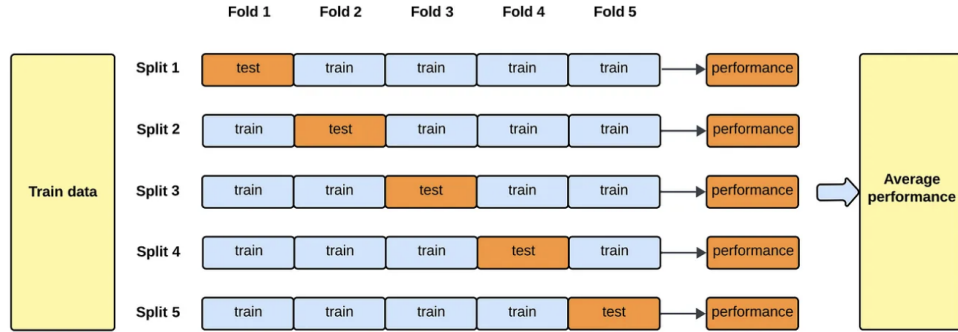 Fold 1 Fold 2 Fold 3 Fold 4 Fold 5
Split 1 test train train train train performance
Split 2 train test train train train performance
Train data
Split 3 train train test train train performance
Average
performance
Split 4 train train train test train performance
Split 5 train train train train test performance